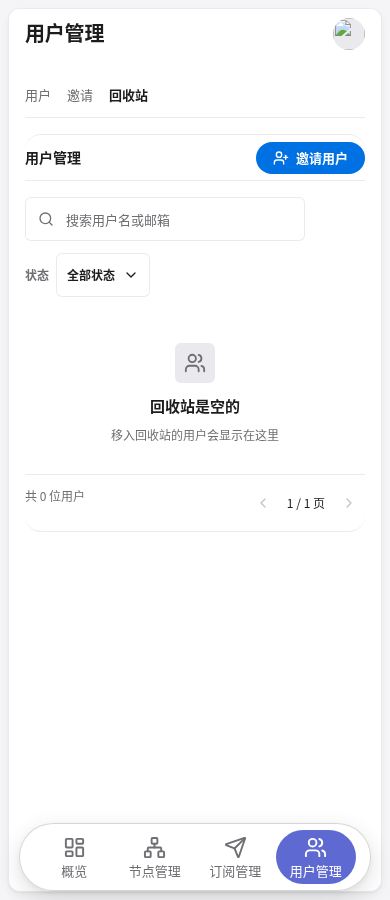 用户管理
用户 邀请 回收站
用户管理 邀请用户
搜索用户名或邮箱
状态 全部状态
回收站是空的
移入回收站的用户会显示在这里
共 0 位用户 1 / 1 页
概览 节点管理 订阅管理 用户管理